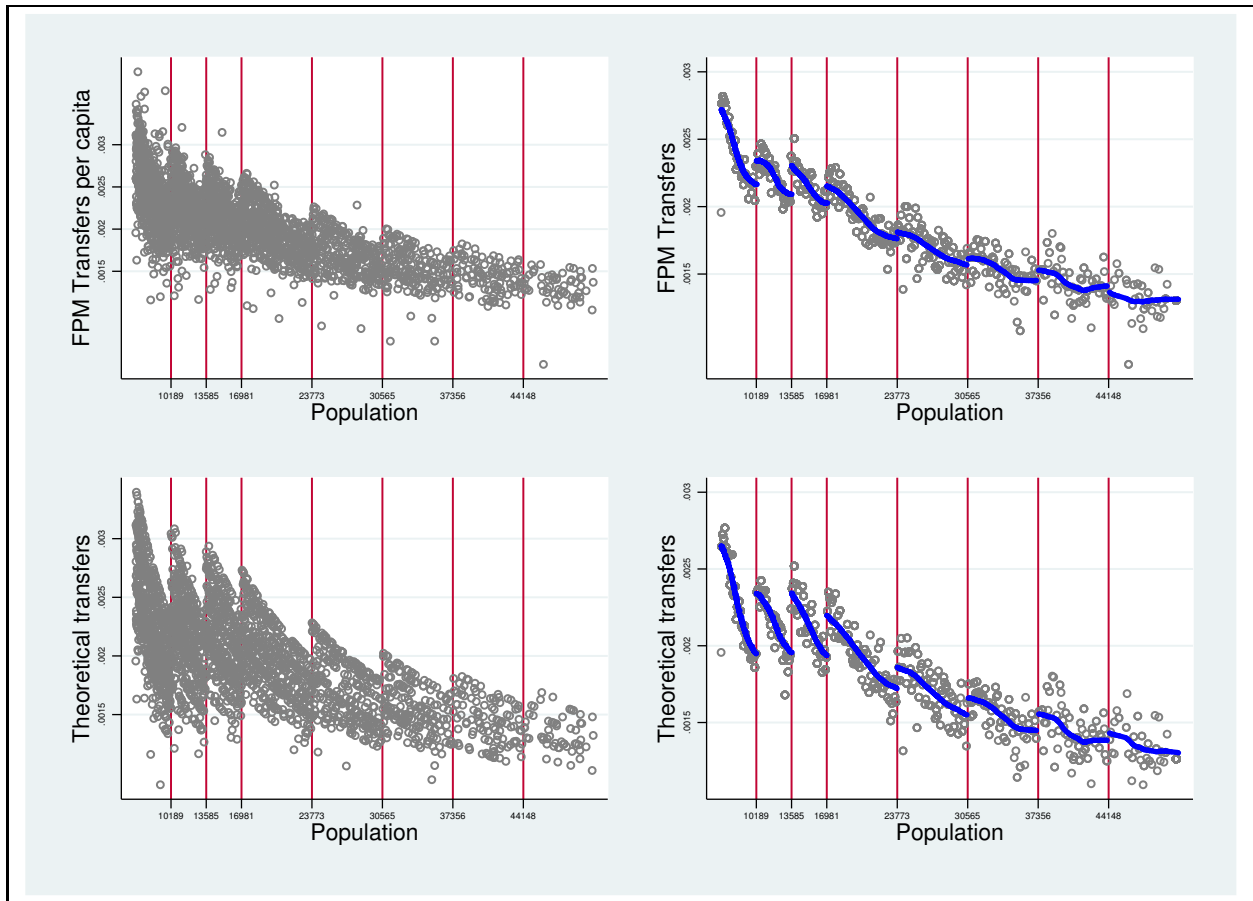 FPM Transfers per capita
.003
.0025
.002
.0015
10189 13585 16981 23773 30565 37356 44148
Population
FPM Transfers
.003
.0025
.002
.0015
10189 13585 16981 23773 30565 37356 44148
Population
Theoretical transfers
.003
.0025
.002
.0015
10189 13585 16981 23773 30565 37356 44148
Population
Theoretical transfers
.003
.0025
.002
.0015
10189 13585 16981 23773 30565 37356 44148
Population